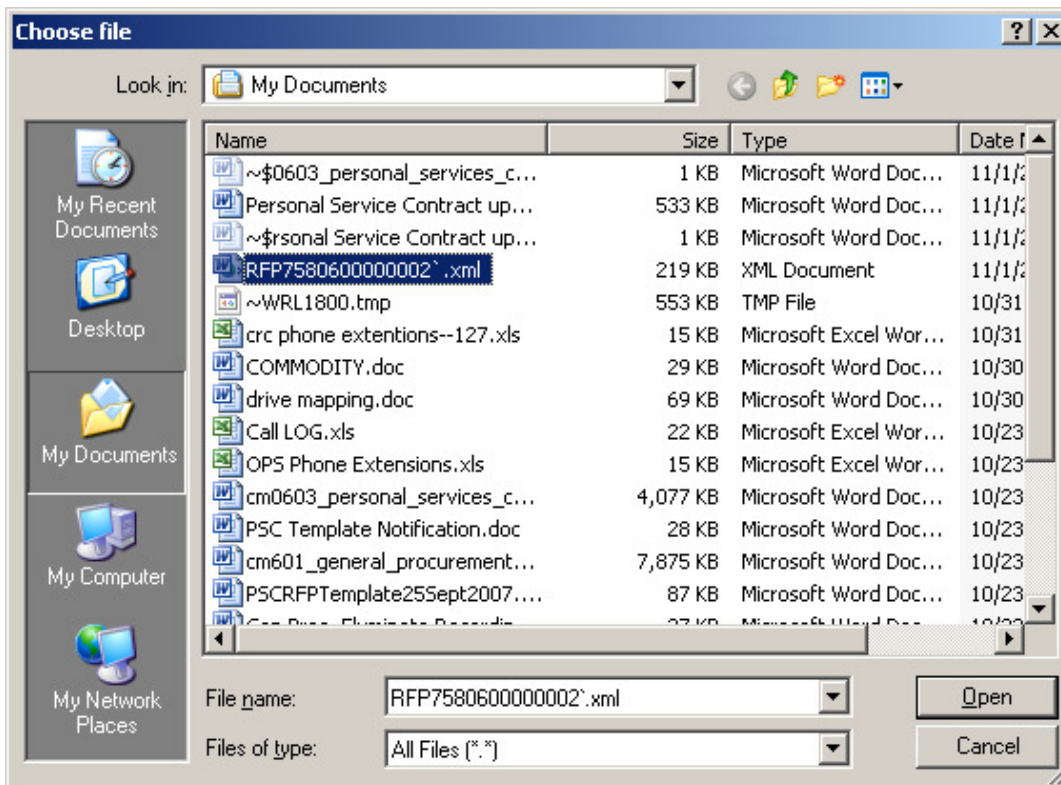 Choose file
Look in: My Documents
My Recent Documents
Desktop
My Documents
My Computer
My Network Places
Name Size Type Date
~$0603_personal_services_c... 1 KB Microsoft Word Doc... 11/1/2
Personal Service Contract up... 533 KB Microsoft Word Doc... 11/1/2
~$rsonal Service Contract up... 1 KB Microsoft Word Doc... 11/1/2
RFP7580600000002`.xml 219 KB XML Document 11/1/2
~WRL1800.tmp 553 KB TMP File 10/31
crc phone extentions--127.xls 15 KB Microsoft Excel Wor... 10/31
COMMODITY.doc 29 KB Microsoft Word Doc... 10/30
drive mapping.doc 69 KB Microsoft Word Doc... 10/30
Call LOG.xls 22 KB Microsoft Excel Wor... 10/23
OPS Phone Extensions.xls 15 KB Microsoft Excel Wor... 10/23
cm0603_personal_services_c... 4,077 KB Microsoft Word Doc... 10/23
PSC Template Notification.doc 28 KB Microsoft Word Doc... 10/23
cm601_general_procurement... 7,875 KB Microsoft Word Doc... 10/23
PSCRFPTemplate25Sept2007.... 87 KB Microsoft Word Doc... 10/23
File name: RFP7580600000002`.xml Open
Files of type: All Files (*.*) Cancel